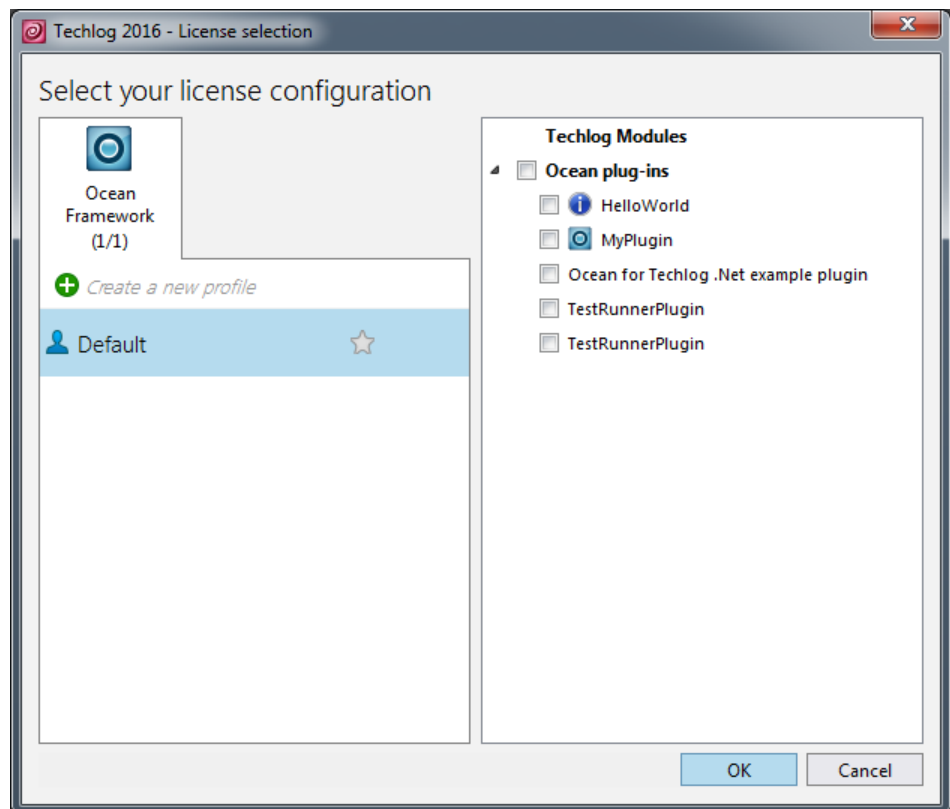 Techlog 2016 - License selection
Select your license configuration
Ocean
Framework
(1/1)
Create a new profile
Default
Techlog Modules
Ocean plug-ins
HelloWorld
MyPlugin
Ocean for Techlog .Net example plugin
TestRunnerPlugin
TestRunnerPlugin
OK
Cancel